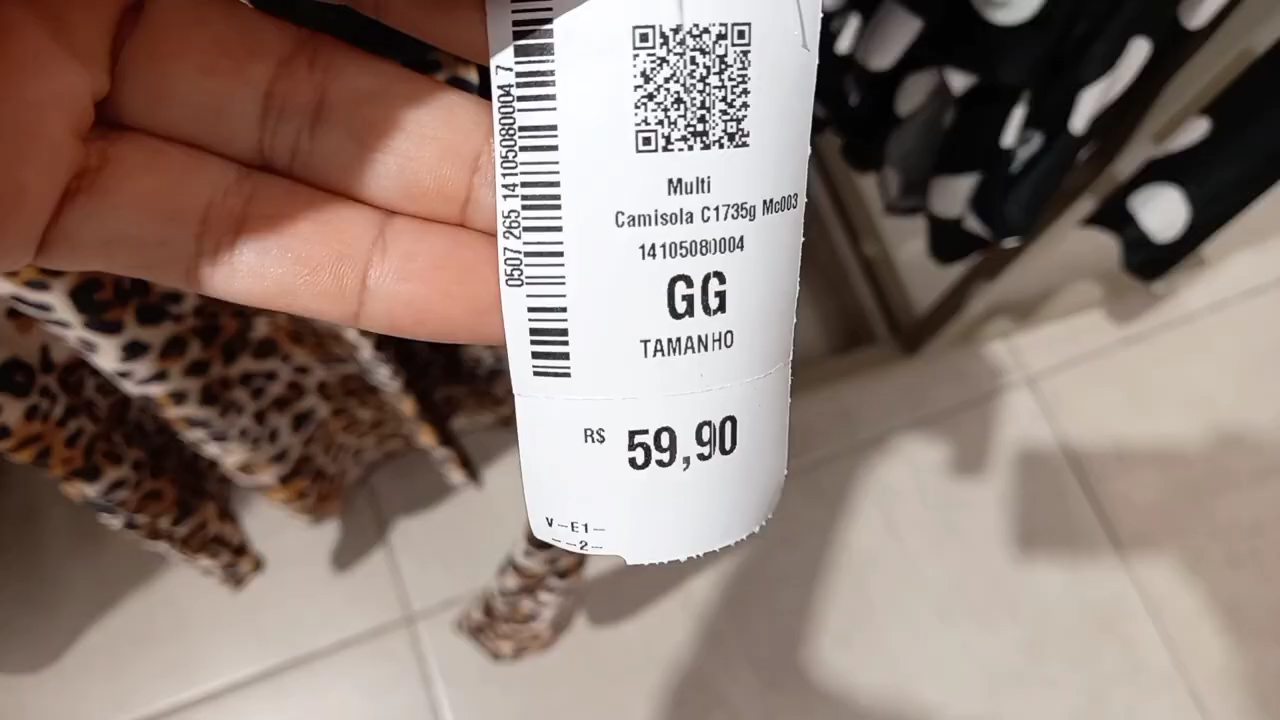 0507 265 14105080004 7
Multi
Camisola C1735g Mc003
14105080004
GG
TAMANHO
R$ 59,90
V-E1-
--2-